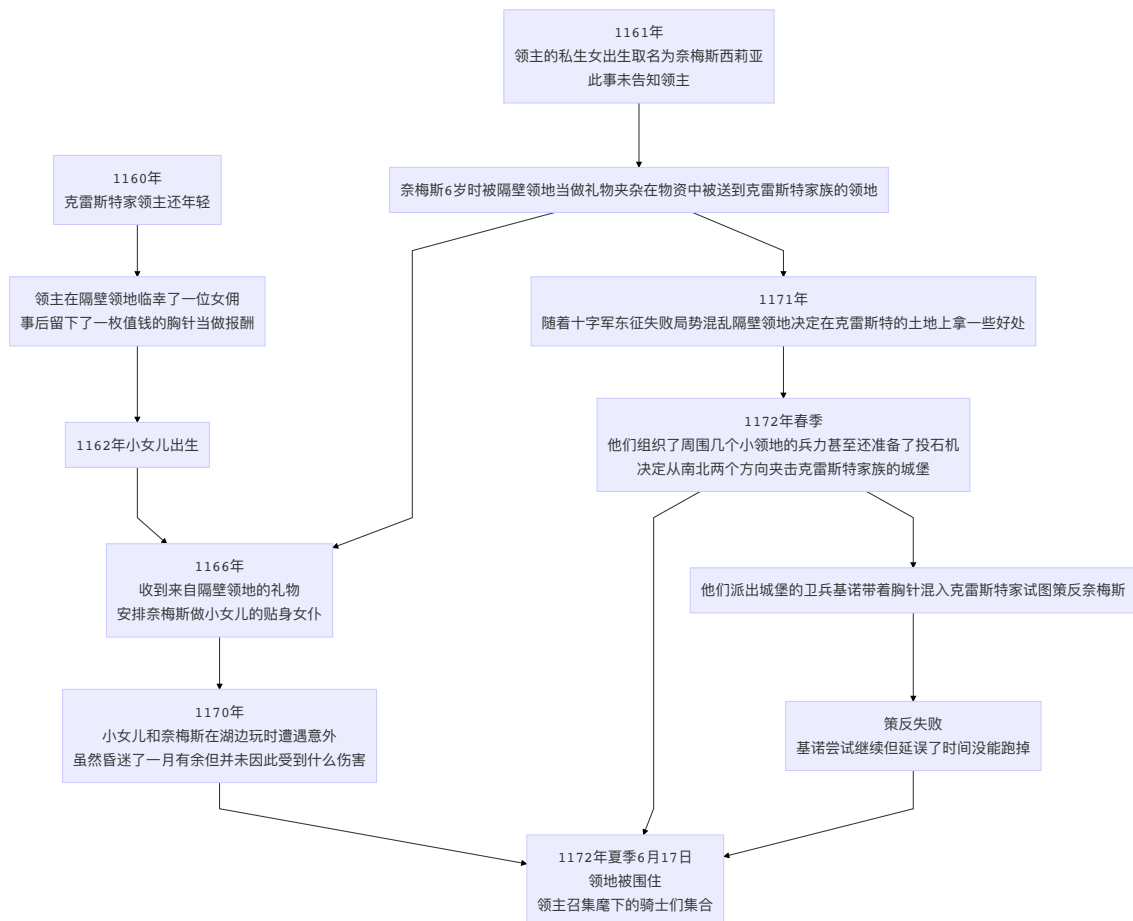 1161年
领主的私生女出生取名为奈梅斯西莉亚
此事未告知领主
1160年
克雷斯特家领主还年轻
奈梅斯6岁时被隔壁领地当做礼物夹杂在物资中被送到克雷斯特家族的领地
领主在隔壁领地临幸了一位女佣
事后留下了一枚值钱的胸针当做报酬
1171年
随着十字军东征失败局势混乱隔壁领地决定在克雷斯特的土地上拿一些好处
1162年小女儿出生
1172年春季
他们组织了周围几个小领地的兵力甚至还准备了投石机
决定从南北两个方向夹击克雷斯特家族的城堡
1166年
收到来自隔壁领地的礼物
安排奈梅斯做小女儿的贴身女仆
他们派出城堡的卫兵基诺带着胸针混入克雷斯特家试图策反奈梅斯
1170年
小女儿和奈梅斯在湖边玩时遭遇意外
虽然昏迷了一月有余但并未因此受到什么伤害
策反失败
基诺尝试继续但延误了时间没能跑掉
1172年夏季6月17日
领地被围住
领主召集麾下的骑士们集合